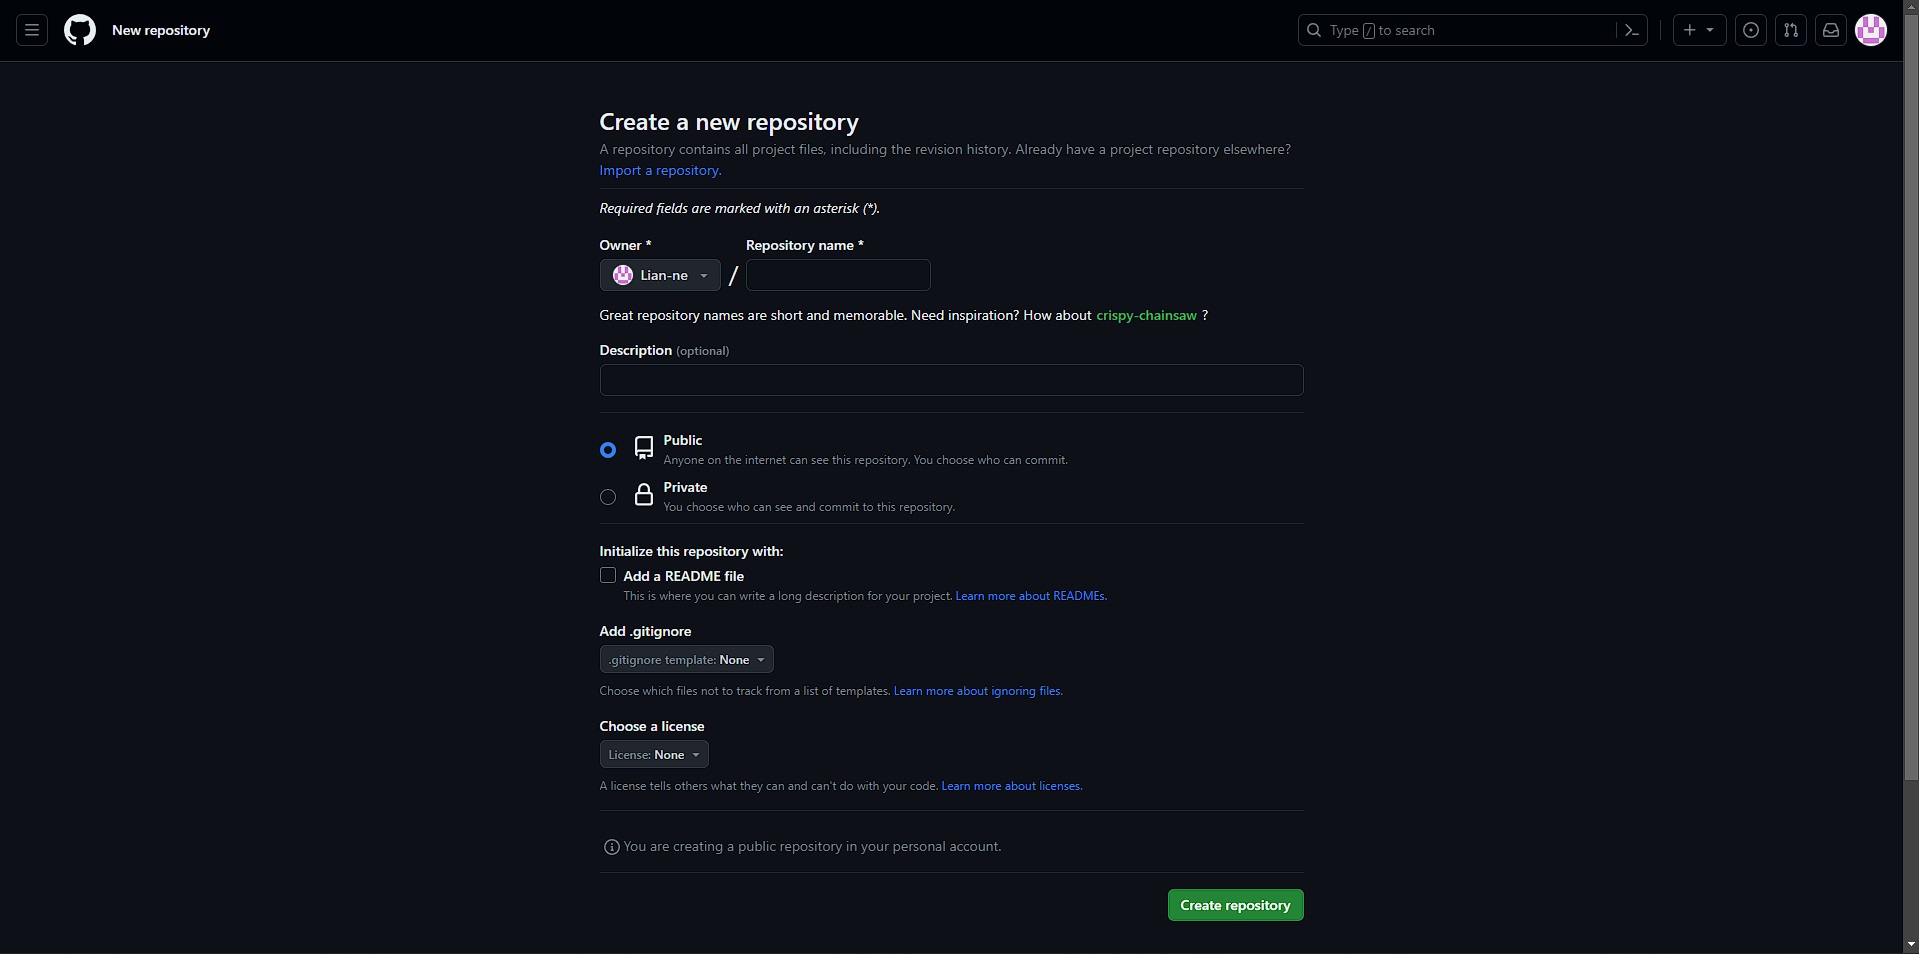 New repository
Type / to search
Create a new repository
A repository contains all project files, including the revision history. Already have a project repository elsewhere?
Import a repository.
Required fields are marked with an asterisk (*).
Owner * Repository name *
Lian-ne /
Great repository names are short and memorable. Need inspiration? How about crispy-chainsaw ?
Description (optional)
Public
Anyone on the internet can see this repository. You choose who can commit.
Private
You choose who can see and commit to this repository.
Initialize this repository with:
Add a README file
This is where you can write a long description for your project. Learn more about READMEs.
Add .gitignore
.gitignore template: None
Choose which files not to track from a list of templates. Learn more about ignoring files.
Choose a license
License: None
A license tells others what they can and can't do with your code. Learn more about licenses.
You are creating a public repository in your personal account.
Create repository